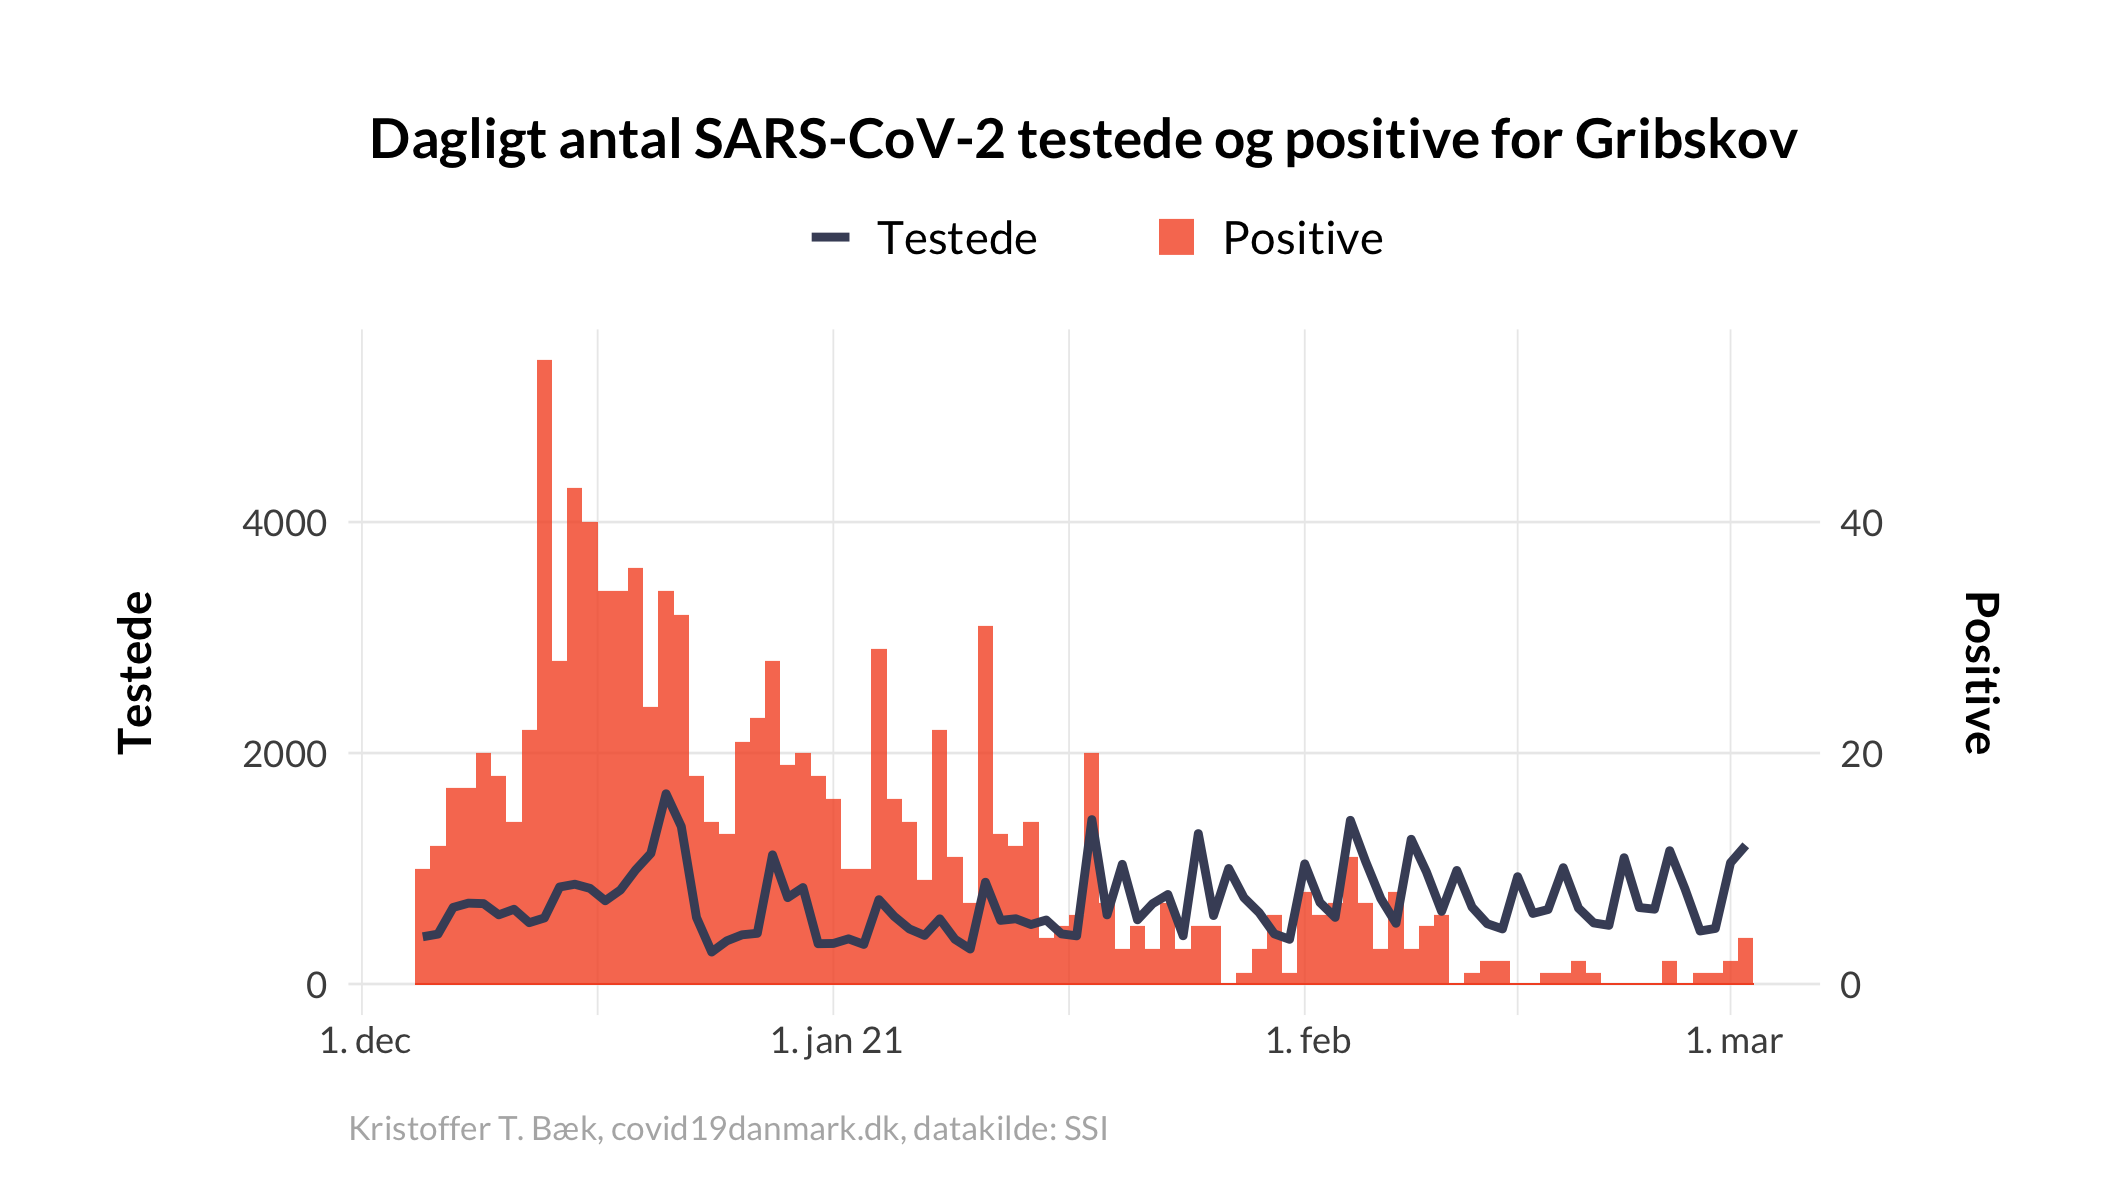 Dagligt antal SARS-CoV-2 testede og positive for Gribskov
Testede
Positive
4000
2000
0
40
20
0
Testede
Positive
1. dec
1. jan 21
1. feb
1. mar
Kristoffer T. Bæk, covid19danmark.dk, datakilde: SSI